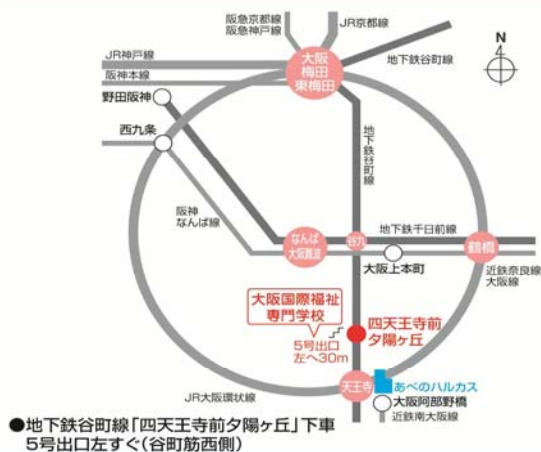 阪急京都線
阪急神戸線
JR京都線
N
JR神戸線
阪神本線
大阪
梅田
東梅田
地下鉄谷町線
野田阪神
西九条
地下鉄谷町線
阪神
なんば線
なんば
大阪難波
谷九
地下鉄千日前線
鶴橋
大阪上本町
近鉄奈良線
大阪線
大阪国際福祉
専門学校
5号出口
左へ30m
四天王寺前
夕陽ヶ丘
天王寺
あべのハルカス
大阪阿部野橋
近鉄南大阪線
JR大阪環状線
●地下鉄谷町線「四天王寺前夕陽ヶ丘」下車
5号出口左すぐ(谷町筋西側)